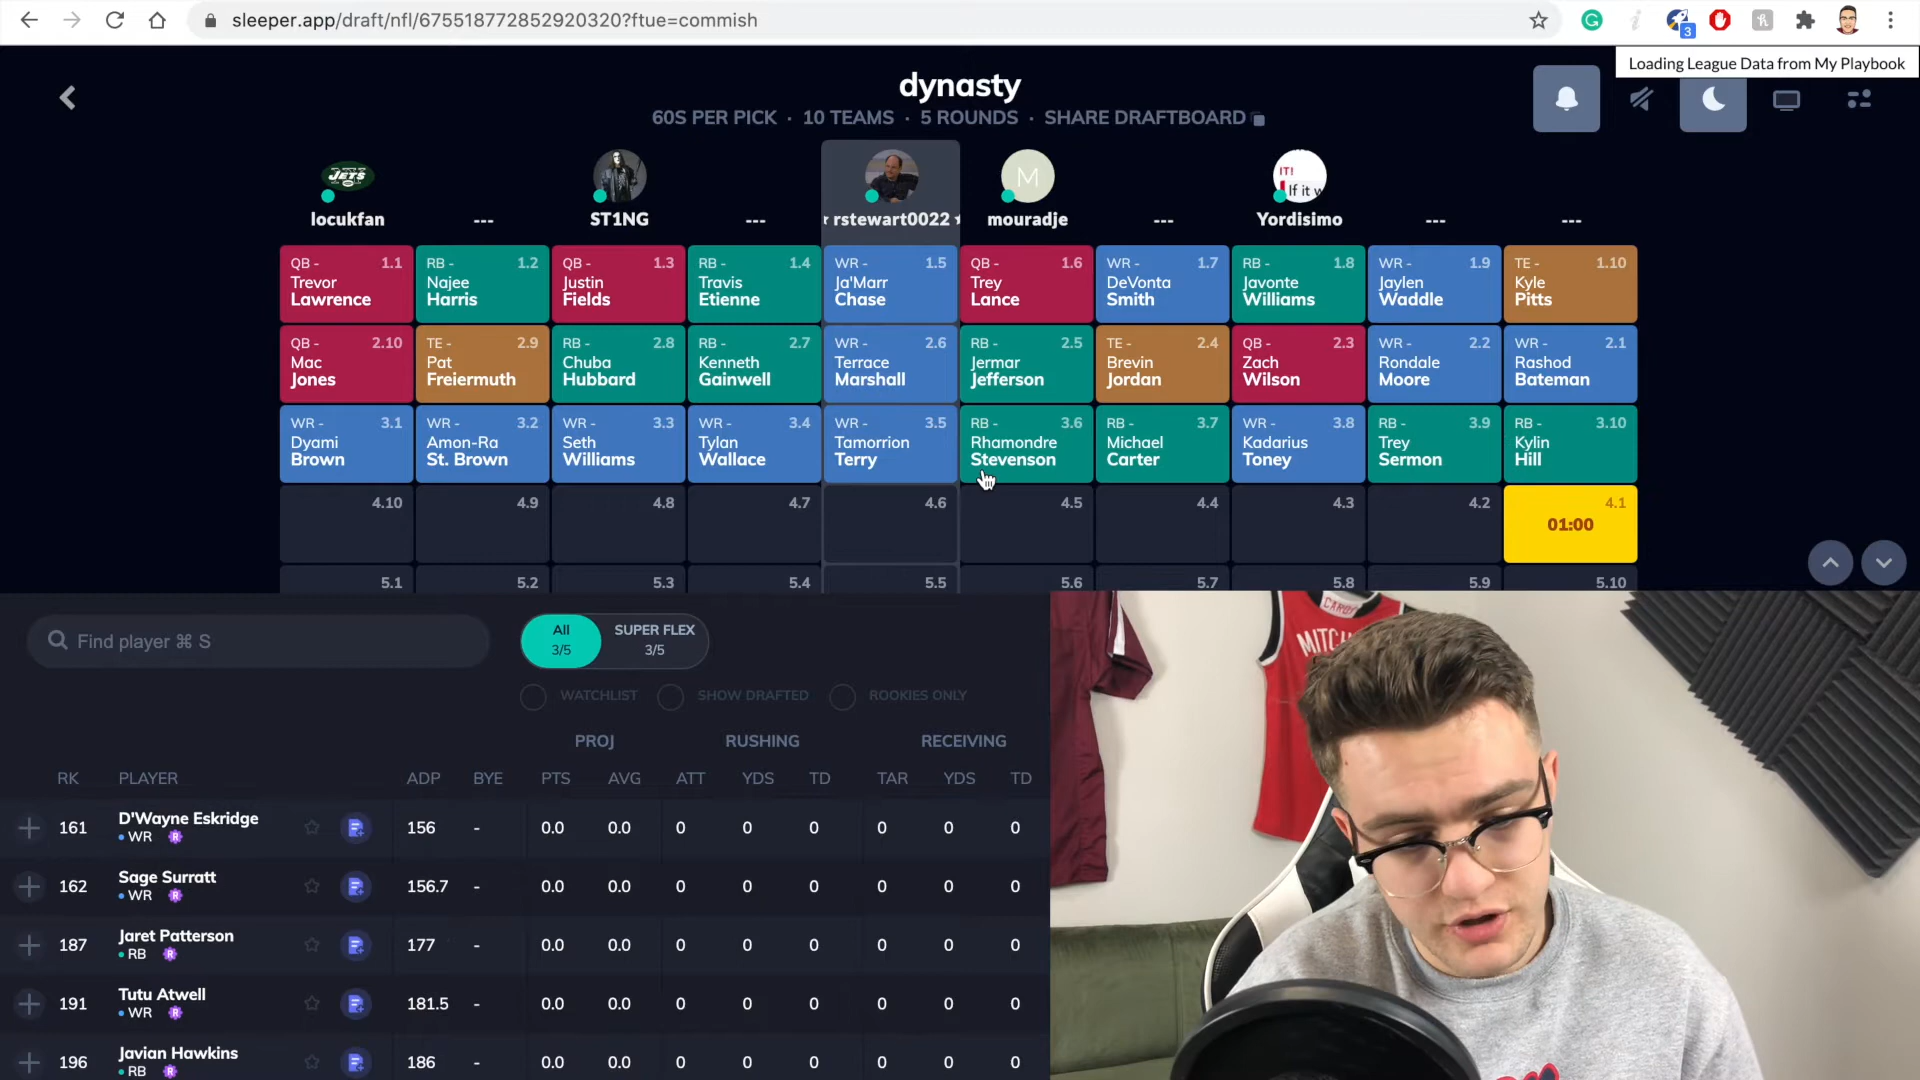 sleeper.app/draft/nfl/675518772852920320?ftue=commish
3
Loading League Data from My Playbook
dynasty
60S PER PICK · 10 TEAMS · 5 ROUNDS · SHARE DRAFTBOARD
JETS
M
IT!
If it w
locukfan --- ST1NG --- rstewart0022 mouradje --- Yordisimo --- ---
QB - 1.1 RB - 1.2 QB - 1.3 RB - 1.4 WR - 1.5 QB - 1.6 WR - 1.7 RB - 1.8 WR - 1.9 TE - 1.10
Trevor Najee Justin Travis Ja'Marr Trey DeVonta Javonte Jaylen Kyle
Lawrence Harris Fields Etienne Chase Lance Smith Williams Waddle Pitts
QB - 2.10 TE - 2.9 RB - 2.8 RB - 2.7 WR - 2.6 RB - 2.5 TE - 2.4 QB - 2.3 WR - 2.2 WR - 2.1
Mac Pat Chuba Kenneth Terrace Jermar Brevin Zach Rondale Rashod
Jones Freiermuth Hubbard Gainwell Marshall Jefferson Jordan Wilson Moore Bateman
WR - 3.1 WR - 3.2 WR - 3.3 WR - 3.4 WR - 3.5 RB - 3.6 RB - 3.7 WR - 3.8 RB - 3.9 RB - 3.10
Dyami Amon-Ra Seth Tylan Tamorrion Rhamondre Michael Kadarius Trey Kylin
Brown St. Brown Williams Wallace Terry Stevenson Carter Toney Sermon Hill
4.10 4.9 4.8 4.7 4.6 4.5 4.4 4.3 4.2 4.1
01:00
5.1 5.2 5.3 5.4 5.5 5.6 5.7 5.8 5.9 5.10
Find player ⌘ S
All SUPER FLEX
3/5 3/5
WATCHLIST SHOW DRAFTED ROOKIES ONLY
PROJ RUSHING RECEIVING
RK PLAYER ADP BYE PTS AVG ATT YDS TD TAR YDS TD
161 D'Wayne Eskridge 156 - 0.0 0.0 0 0 0 0 0 0
WR R
162 Sage Surratt 156.7 - 0.0 0.0 0 0 0 0 0 0
WR R
187 Jaret Patterson 177 - 0.0 0.0 0 0 0 0 0 0
RB R
191 Tutu Atwell 181.5 - 0.0 0.0 0 0 0 0 0 0
WR R
196 Javian Hawkins 186 - 0.0 0.0 0 0 0 0 0 0
RB R
CARDS
MITCH